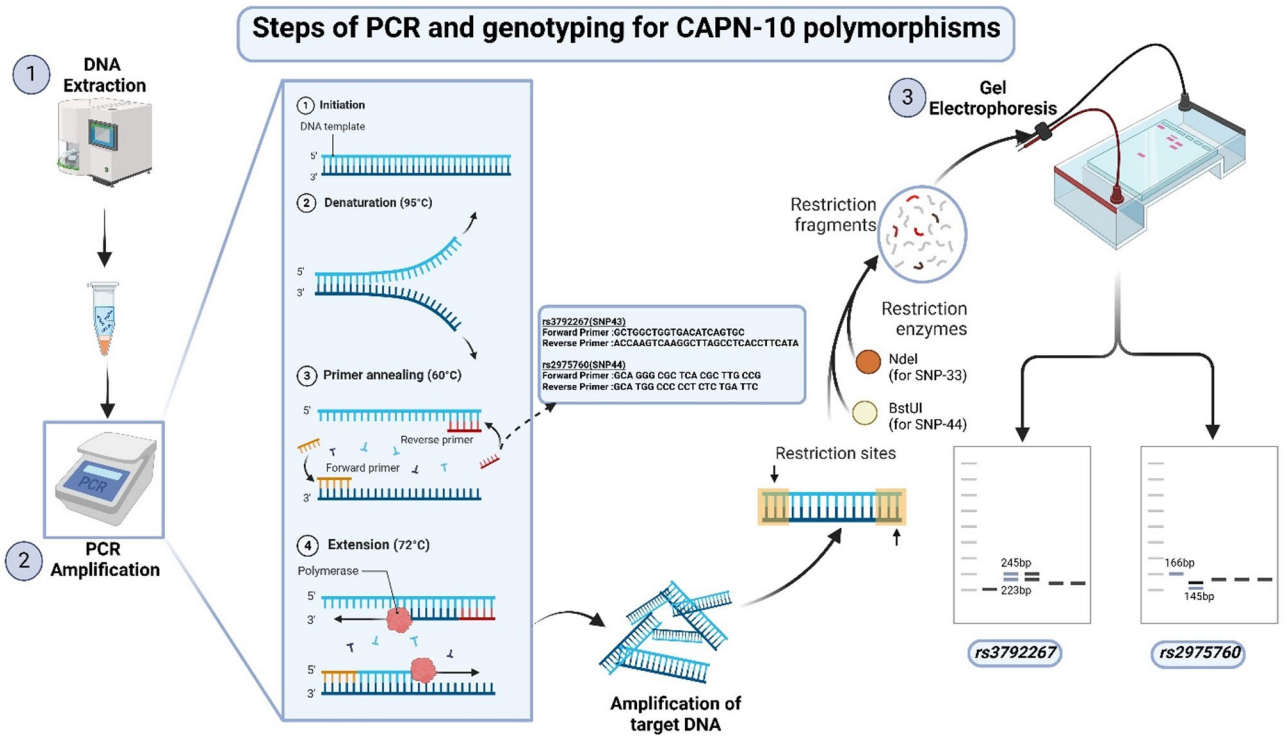 Steps of PCR and genotyping for CAPN-10 polymorphisms
1
DNA
Extraction
PCR
2
PCR
Amplification
1 Initiation
DNA template
5'
3'
2 Denaturation (95°C)
5'
3'
3 Primer annealing (60°C)
5'
Reverse primer
Forward primer
3'
4 Extension (72°C)
Polymerase
5'
3'
5'
3'
rs3792267(SNP43)
Forward Primer :GCTGGCTGGTGACATCAGTGC
Reverse Primer :ACCAAGTCAAGGCTTAGCCTCACCTTCATA
rs2975760(SNP44)
Forward Primer :GCA GGG CGC TCA CGC TTG CCG
Reverse Primer :GCA TGG CCC CCT CTC TGA TTC
Amplification of
target DNA
Restriction sites
Restriction
fragments
Restriction
enzymes
NdeI
(for SNP-33)
BstUI
(for SNP-44)
3
Gel
Electrophoresis
245bp
223bp
rs3792267
166bp
145bp
rs2975760